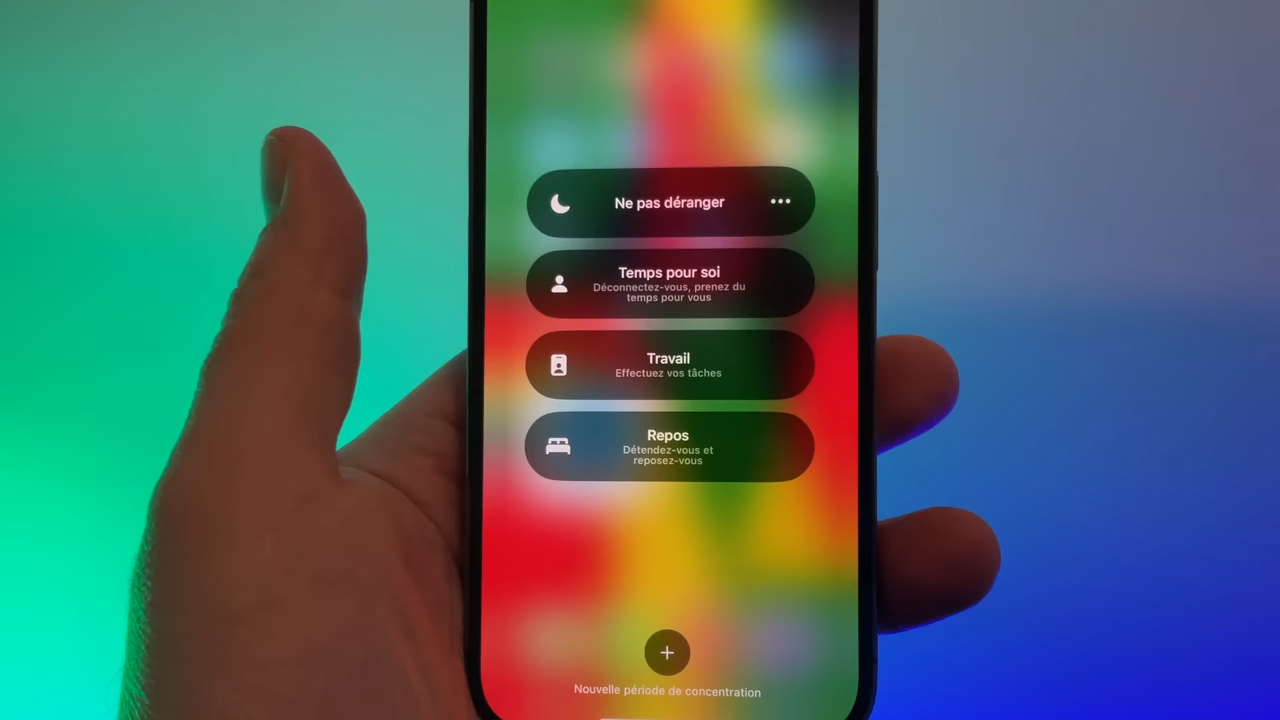 Ne pas déranger
Temps pour soi
Déconnectez-vous, prenez du
temps pour vous
Travail
Effectuez vos tâches
Repos
Détendez-vous et
reposez-vous
Nouvelle période de concentration